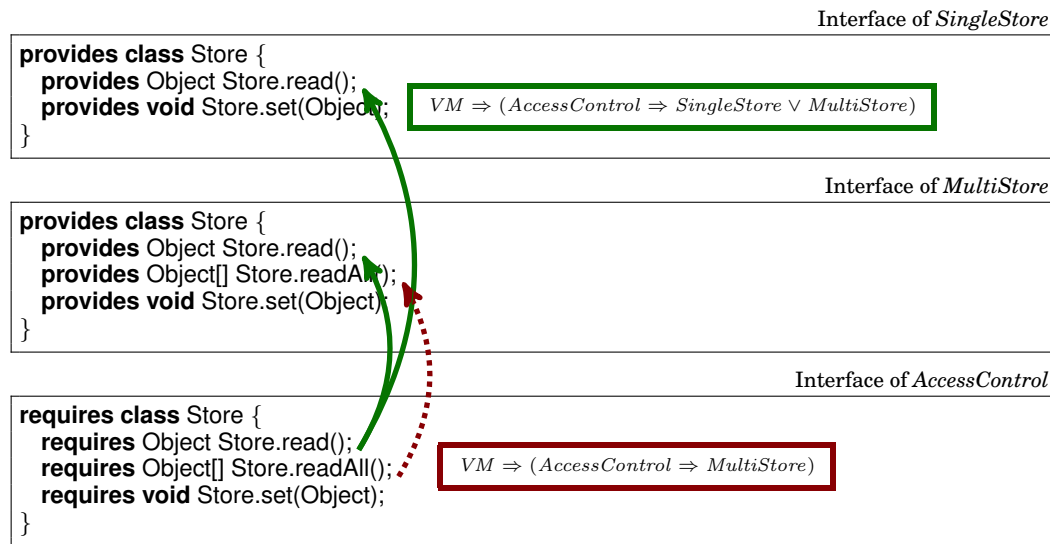 Interface of SingleStore
provides class Store {
provides Object Store.read();
provides void Store.set(Object);
}
VM ⇒ (AccessControl ⇒ SingleStore ∨ MultiStore)
Interface of MultiStore
provides class Store {
provides Object Store.read();
provides Object[] Store.readAll();
provides void Store.set(Object);
}
Interface of AccessControl
requires class Store {
requires Object Store.read();
requires Object[] Store.readAll();
requires void Store.set(Object);
}
VM ⇒ (AccessControl ⇒ MultiStore)